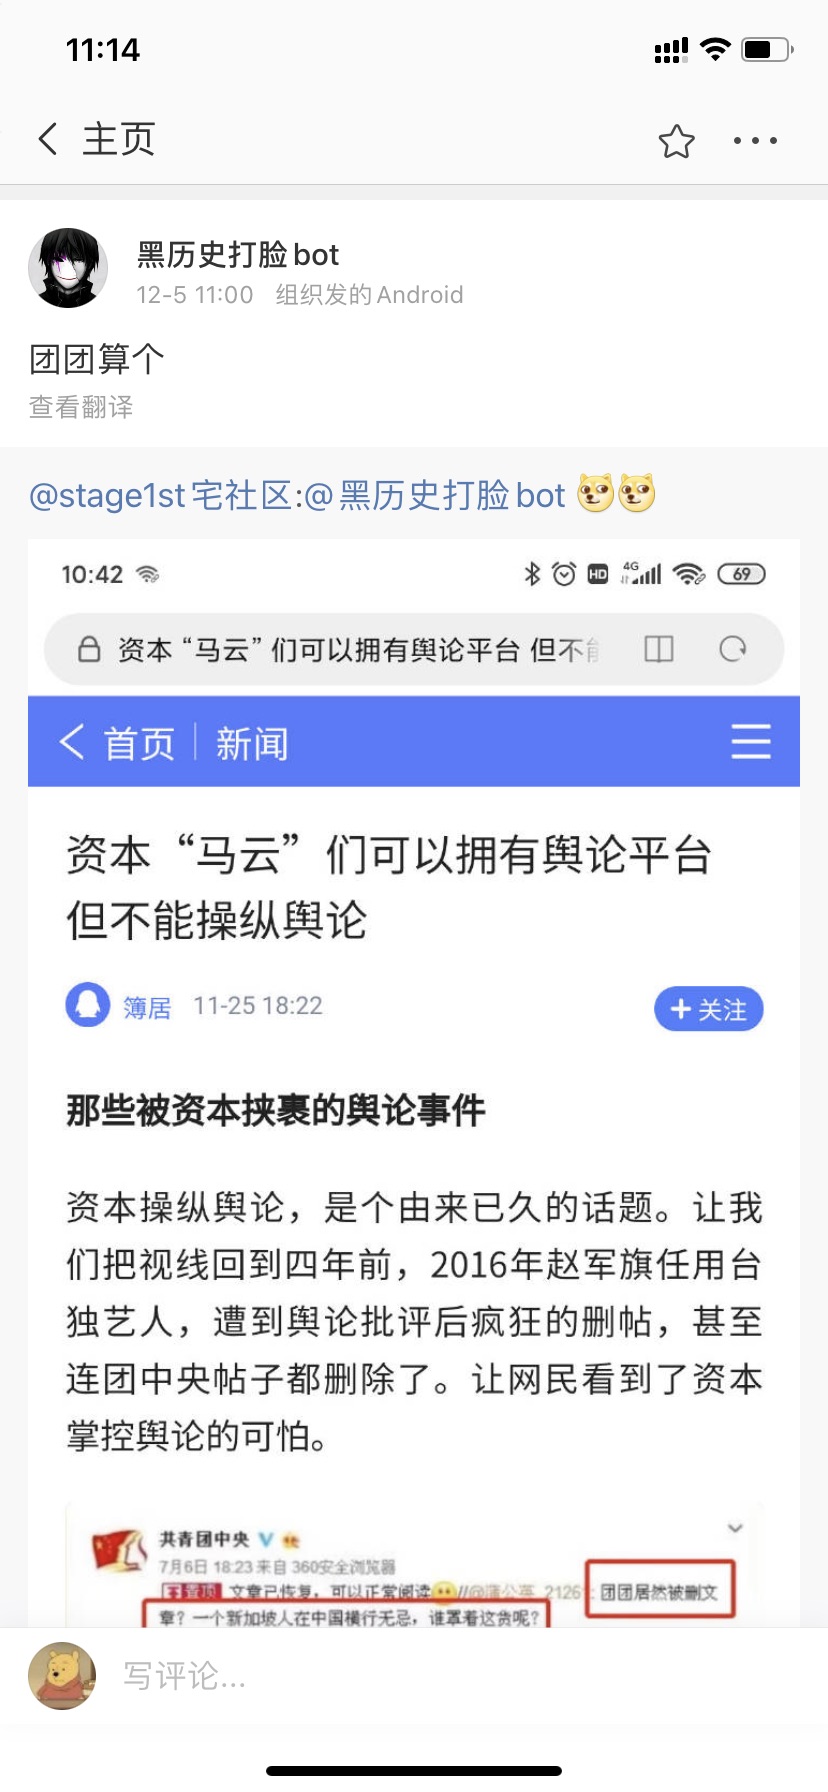 11:14
主页
黑历史打脸bot
12-5 11:00 组织发的Android
团团算个
查看翻译
@stage1st宅社区:@黑历史打脸bot
10:42 HD 4G 69
资本“马云”们可以拥有舆论平台 但不能
首页 新闻
资本“马云”们可以拥有舆论平台
但不能操纵舆论
簿居 11-25 18:22 +关注
那些被资本挟裹的舆论事件
资本操纵舆论，是个由来已久的话题。让我
们把视线回到四年前，2016年赵军旗任用台
独艺人，遭到舆论批评后疯狂的删帖，甚至
连团中央帖子都删除了。让网民看到了资本
掌控舆论的可怕。
共青团中央
7月6日 18:23 来自 360安全浏览器
置顶 文章已恢复，可以正常阅读//@蒲公英_2126: 团团居然被删文
章？一个新加坡人在中国横行无忌，谁罩着这货呢？
写评论...